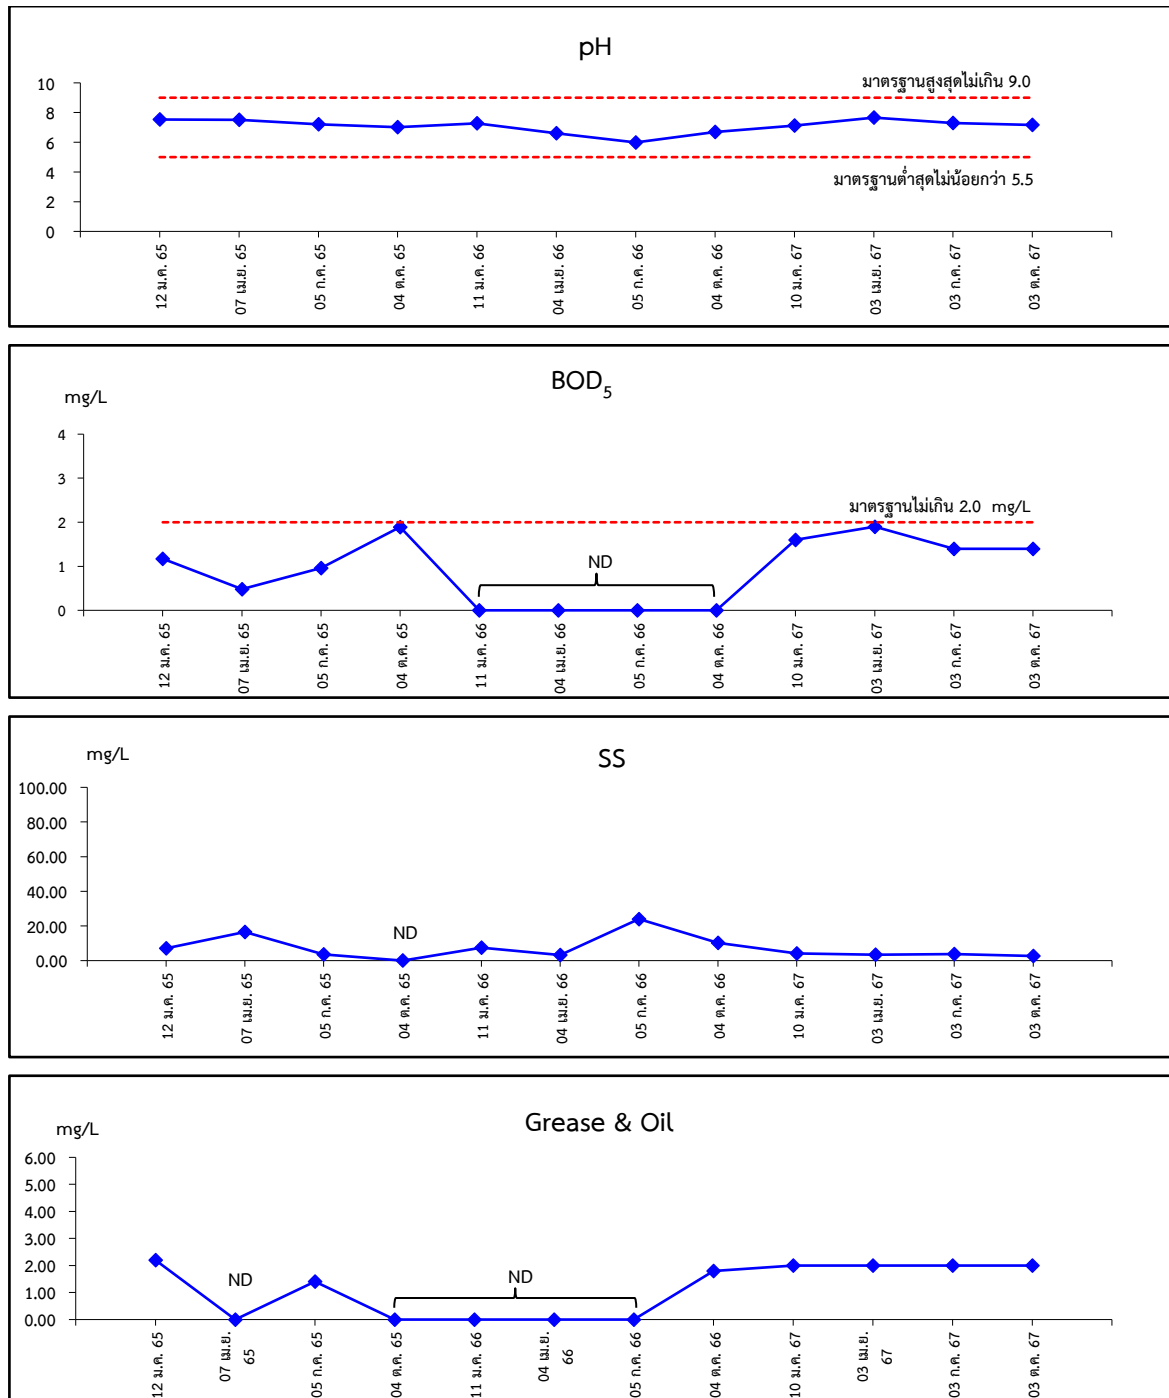 pH
มาตรฐานสูงสุดไม่เกิน 9.0
10
8
6
4
2
0
มาตรฐานต่ำสุดไม่น้อยกว่า 5.5
12 ม.ค. 65
07 เม.ย. 65
05 ก.ค. 65
04 ต.ค. 65
11 ม.ค. 66
04 เม.ย. 66
05 ก.ค. 66
04 ต.ค. 66
10 ม.ค. 67
03 เม.ย. 67
03 ก.ค. 67
03 ต.ค. 67
BOD5
mg/L
4
3
2
1
0
มาตรฐานไม่เกิน 2.0 mg/L
ND
12 ม.ค. 65
07 เม.ย. 65
05 ก.ค. 65
04 ต.ค. 65
11 ม.ค. 66
04 เม.ย. 66
05 ก.ค. 66
04 ต.ค. 66
10 ม.ค. 67
03 เม.ย. 67
03 ก.ค. 67
03 ต.ค. 67
SS
mg/L
100.00
80.00
60.00
40.00
20.00
0.00
ND
12 ม.ค. 65
07 เม.ย. 65
05 ก.ค. 65
04 ต.ค. 65
11 ม.ค. 66
04 เม.ย. 66
05 ก.ค. 66
04 ต.ค. 66
10 ม.ค. 67
03 เม.ย. 67
03 ก.ค. 67
03 ต.ค. 67
Grease & Oil
mg/L
6.00
5.00
4.00
3.00
2.00
1.00
0.00
ND
ND
12 ม.ค. 65
07 เม.ย.
65
05 ก.ค. 65
04 ต.ค. 65
11 ม.ค. 66
04 เม.ย.
66
05 ก.ค. 66
04 ต.ค. 66
10 ม.ค. 67
03 เม.ย.
67
03 ก.ค. 67
03 ต.ค. 67